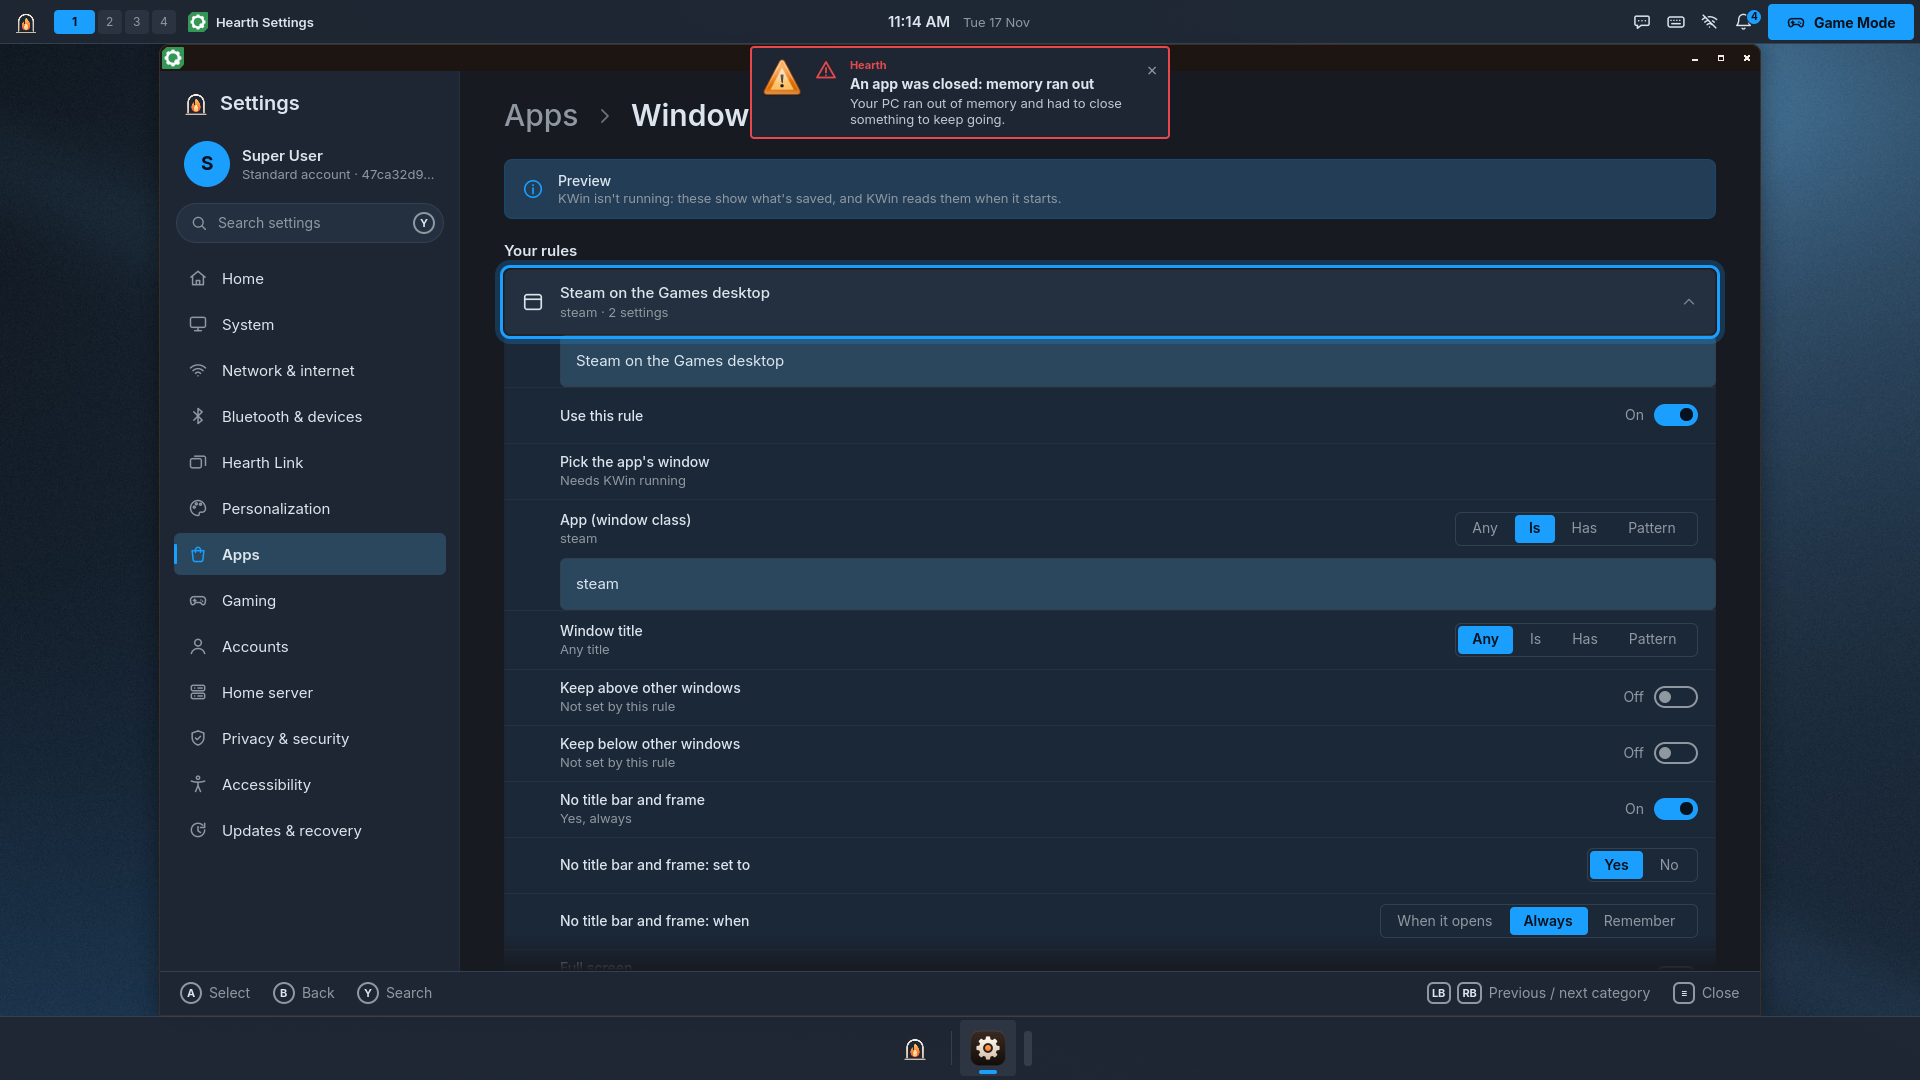 1 2 3 4 Hearth Settings
11:14 AM Tue 17 Nov
4
Game Mode
Hearth
An app was closed: memory ran out
Your PC ran out of memory and had to close
something to keep going.
Settings
S
Super User
Standard account · 47ca32d9...
Search settings Y
Home
System
Network & internet
Bluetooth & devices
Hearth Link
Personalization
Apps
Gaming
Accounts
Home server
Privacy & security
Accessibility
Updates & recovery
Apps > Window
Preview
KWin isn't running: these show what's saved, and KWin reads them when it starts.
Your rules
Steam on the Games desktop
steam · 2 settings
Steam on the Games desktop
Use this rule On
Pick the app's window
Needs KWin running
App (window class)
steam
Any Is Has Pattern
steam
Window title
Any title
Any Is Has Pattern
Keep above other windows
Not set by this rule
Off
Keep below other windows
Not set by this rule
Off
No title bar and frame
Yes, always
On
No title bar and frame: set to Yes No
No title bar and frame: when When it opens Always Remember
Full screen
A Select B Back Y Search
LB RB Previous / next category Close